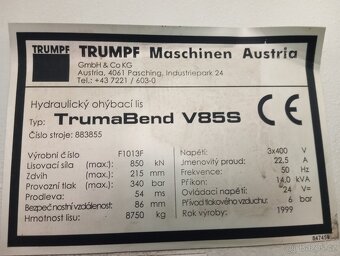 TRUMPF
TRUMPF Maschinen Austria
GmbH & Co KG
Austria, 4061 Pasching, Industriepark 24
Tel.: +43 7221 / 603-0
Hydraulický ohýbací lis
Typ: TrumaBend V85S
CE
Číslo stroje: 883855
Výrobní číslo F1013F
Lisovací síla (max.): 850 kN
Zdvih (max.): 215 mm
Provozní tlak (max.): 340 bar
Prodleva: 54 ms
Bezpečnostní vzdálenost: 86 mm
Hmotnost lisu: 8750 kg
Napětí: 3x400 V
Jmenovitý proud: 22,5 A
Frekvence: 50 Hz
Příkon: 14,0 kVA
Ovládací napětí: 24 V=
Přívod tlakového vzduchu: 6 bar
Rok výroby: 1999